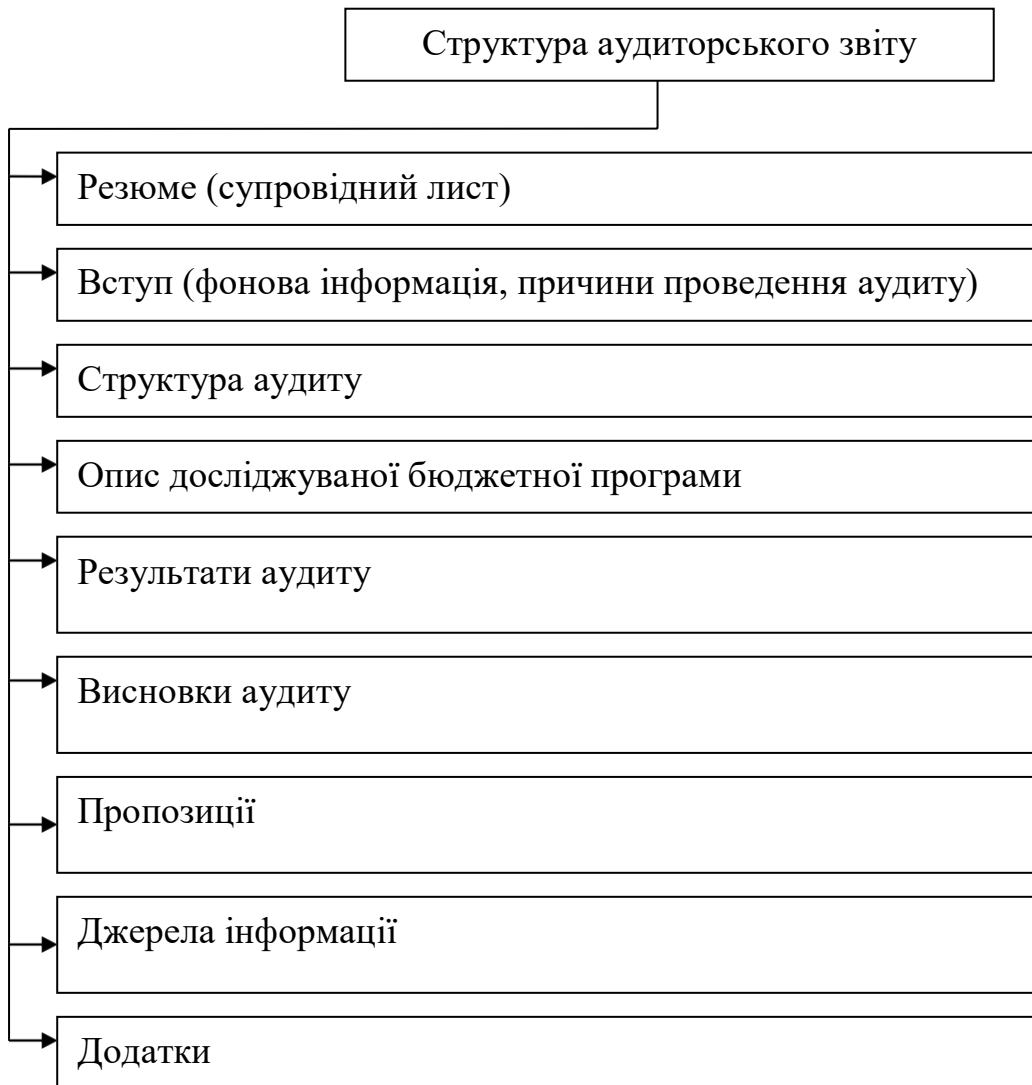 Структура аудиторського звіту
Резюме (супровідний лист)
Вступ (фонова інформація, причини проведення аудиту)
Структура аудиту
Опис досліджуваної бюджетної програми
Результати аудиту
Висновки аудиту
Пропозиції
Джерела інформації
Додатки